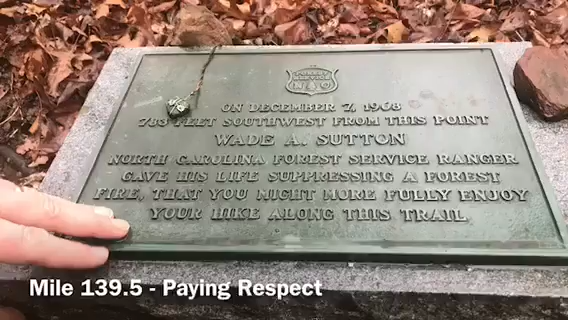 FOREST SERVICE
N C
ON DECEMBER 7, 1968
783 FEET SOUTHWEST FROM THIS POINT
WADE A. SUTTON
NORTH CAROLINA FOREST SERVICE RANGER
GAVE HIS LIFE SUPPRESSING A FOREST
FIRE, THAT YOU MIGHT MORE FULLY ENJOY
YOUR HIKE ALONG THIS TRAIL.
Mile 139.5 - Paying Respect